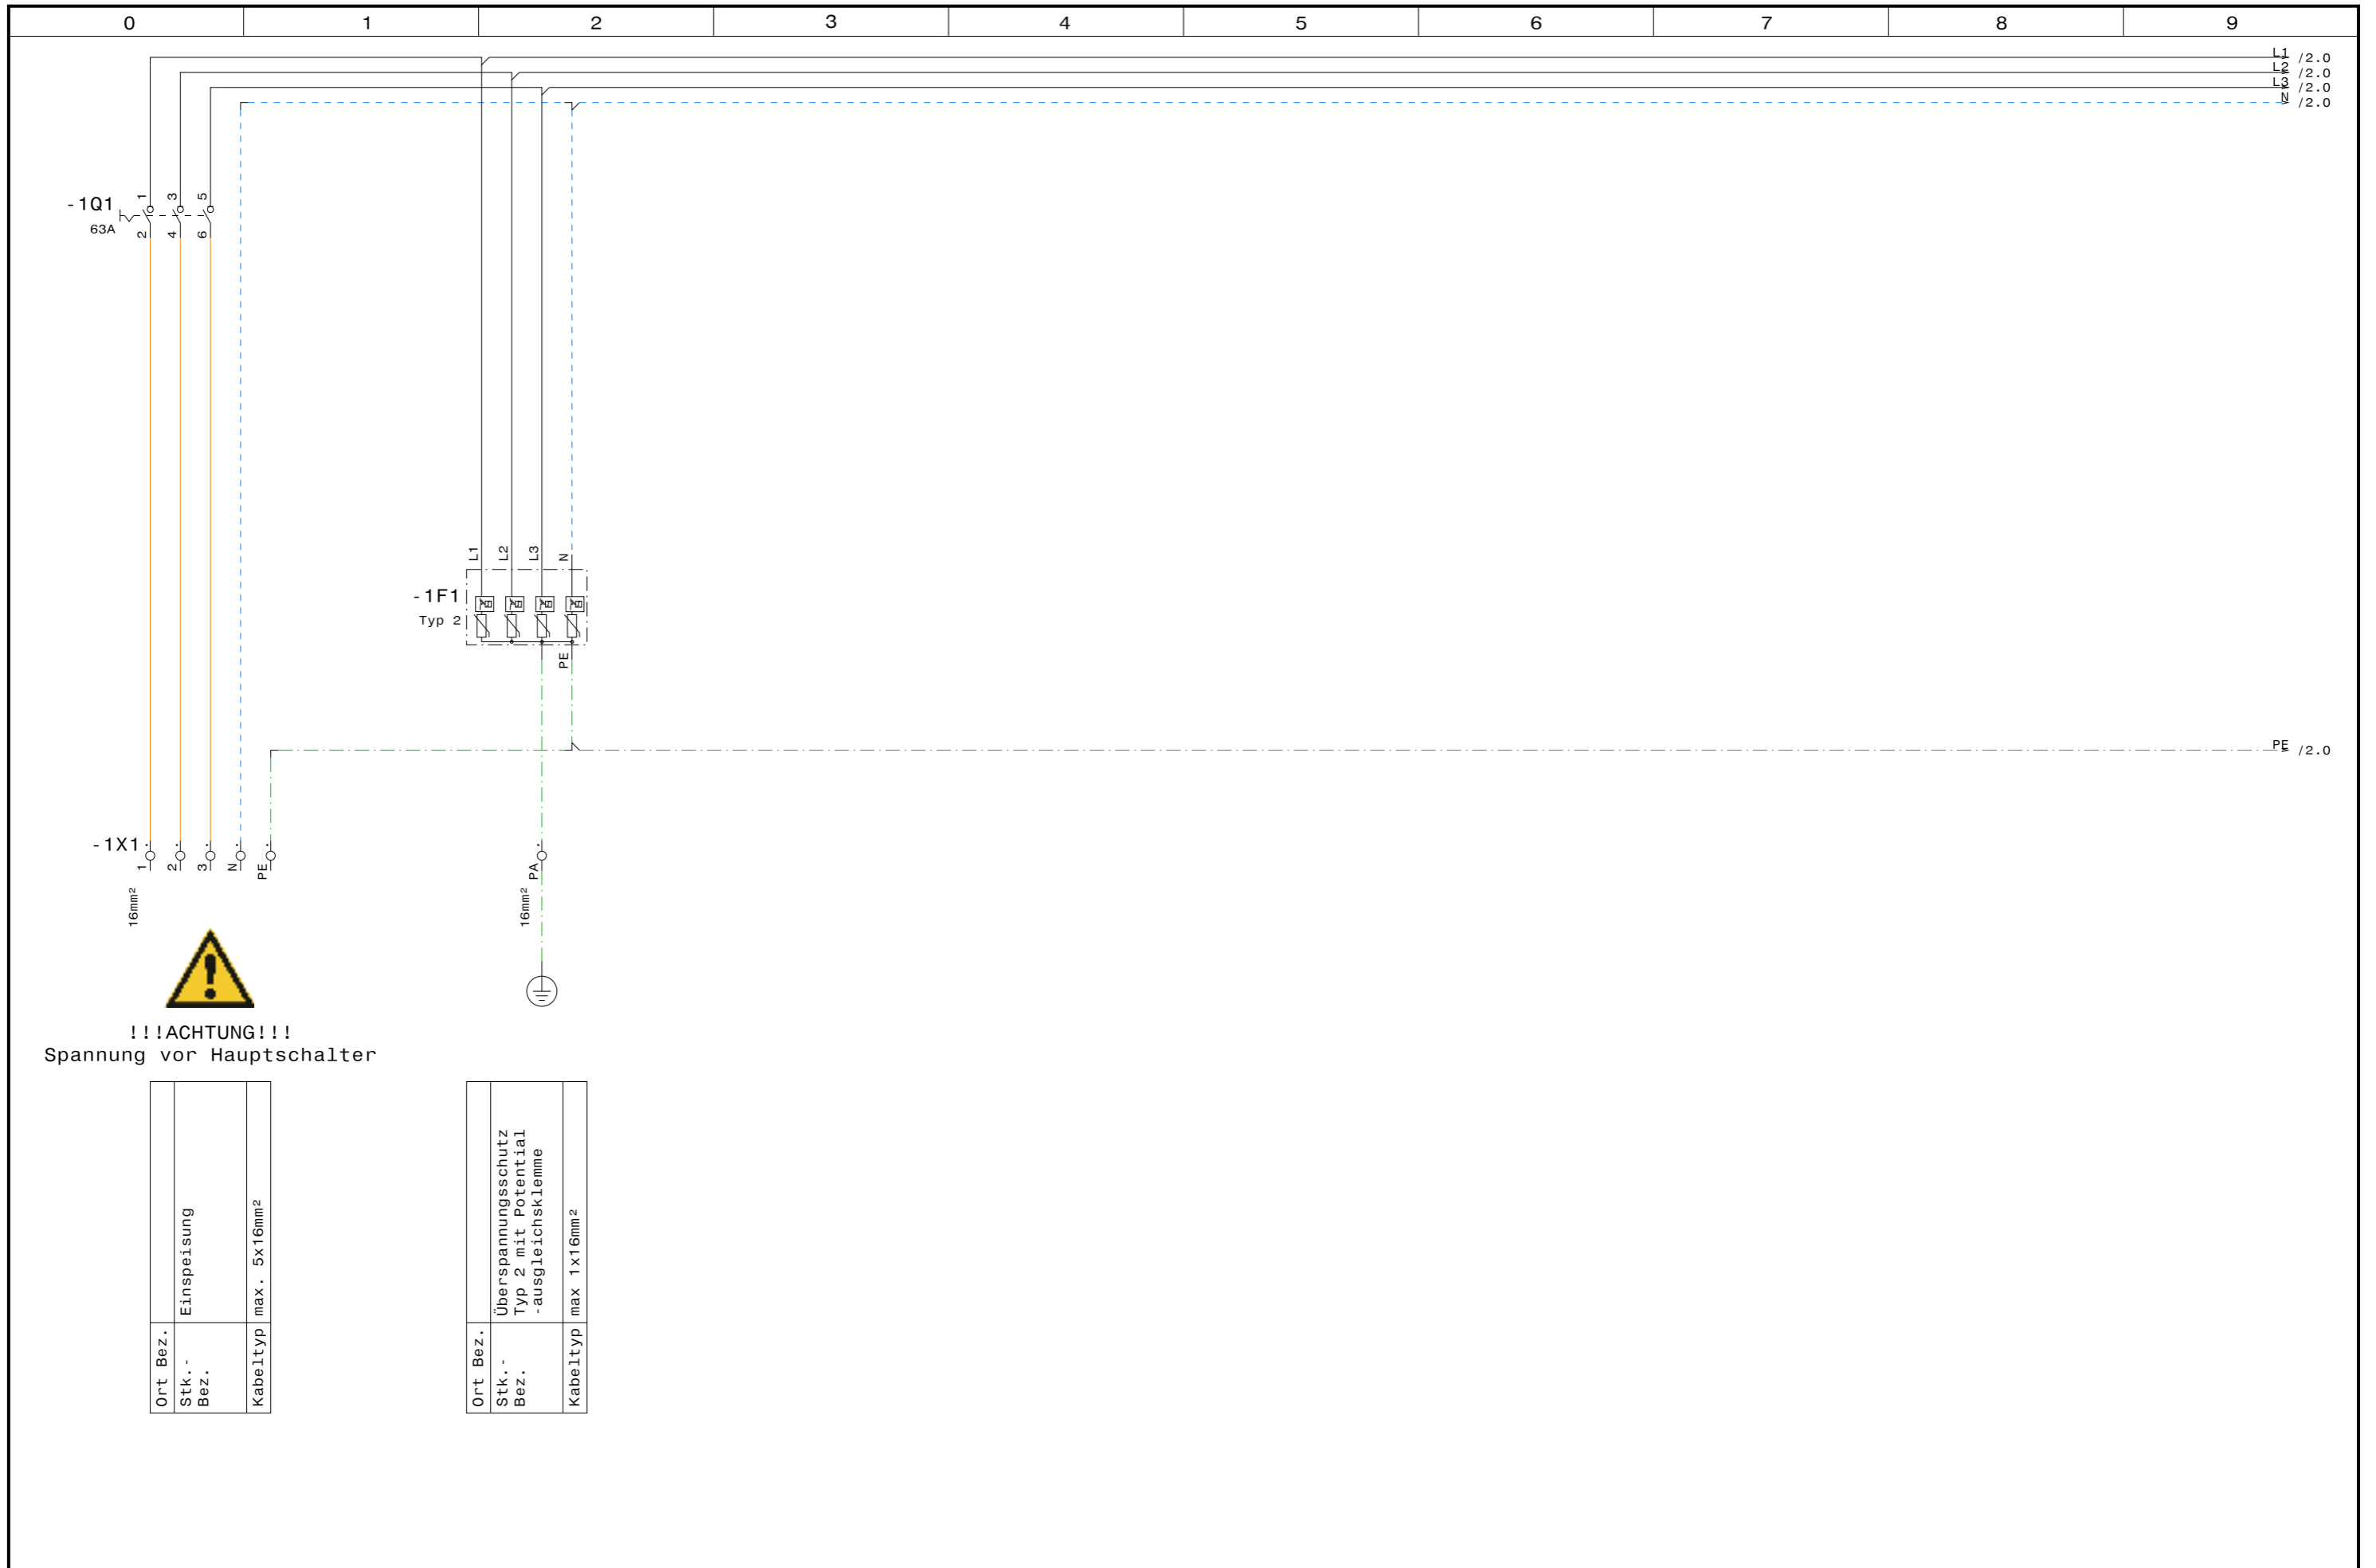 0 1 2 3 4 5 6 7 8 9
L1 /2.0
L2 /2.0
L3 /2.0
N /2.0
-1Q1
63A
1 3 5
2 4 6
L1 L2 L3 N
-1F1
Typ 2
PE
PE /2.0
-1X1
1 2 3 N PE
16mm²
PA
16mm²
!!!ACHTUNG!!!
Spannung vor Hauptschalter
Ort Bez.
Stk.-
Bez.
Einspeisung
Kabeltyp max. 5x16mm²
Ort Bez.
Stk.-
Bez.
Überspannungsschutz
Typ 2 mit Potential
-ausgleichsklemme
Kabeltyp max 1x16mm²